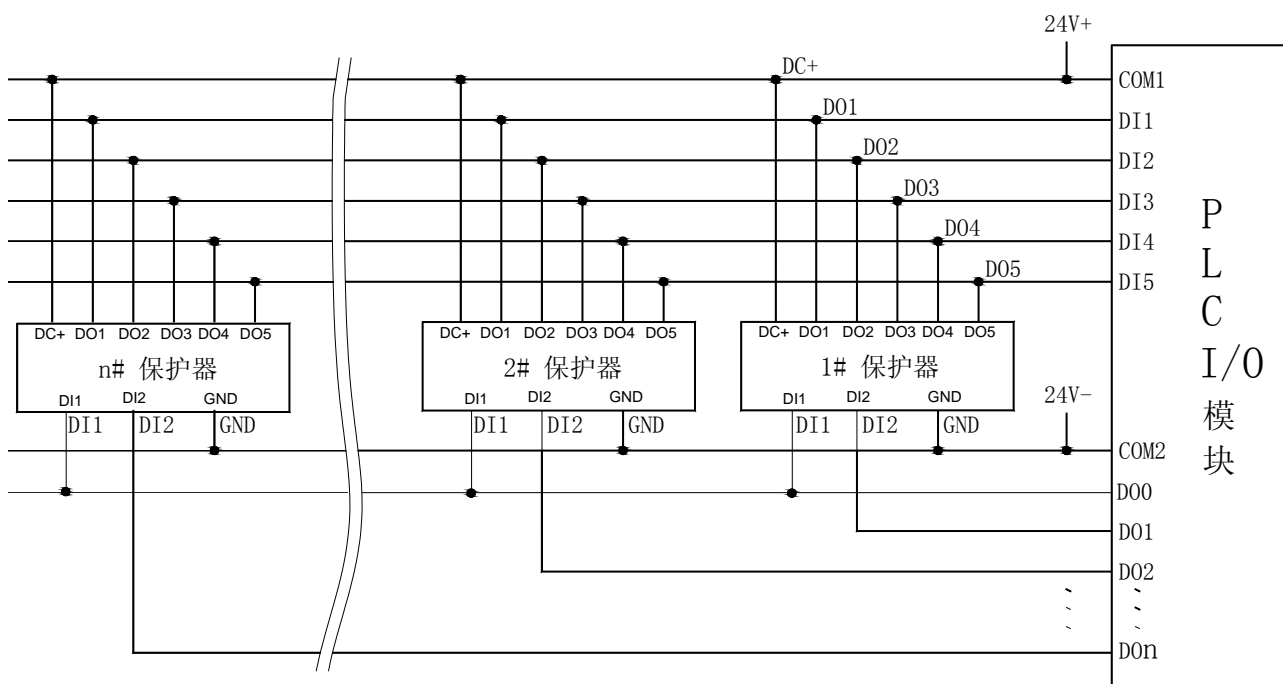 24V+
DC+
COM1
DO1
DI1
DO2
DI2
DO3
DI3
DO4
DI4
DO5
DI5
DC+ DO1 DO2 DO3 DO4 DO5
n# 保护器
DI1 DI2 GND
DI1 DI2 GND
DC+ DO1 DO2 DO3 DO4 DO5
2# 保护器
DI1 DI2 GND
DI1 DI2 GND
DC+ DO1 DO2 DO3 DO4 DO5
1# 保护器
DI1 DI2 GND
DI1 DI2 GND
24V-
COM2
DO0
DO1
DO2
DOn
P
L
C
I/O
模
块